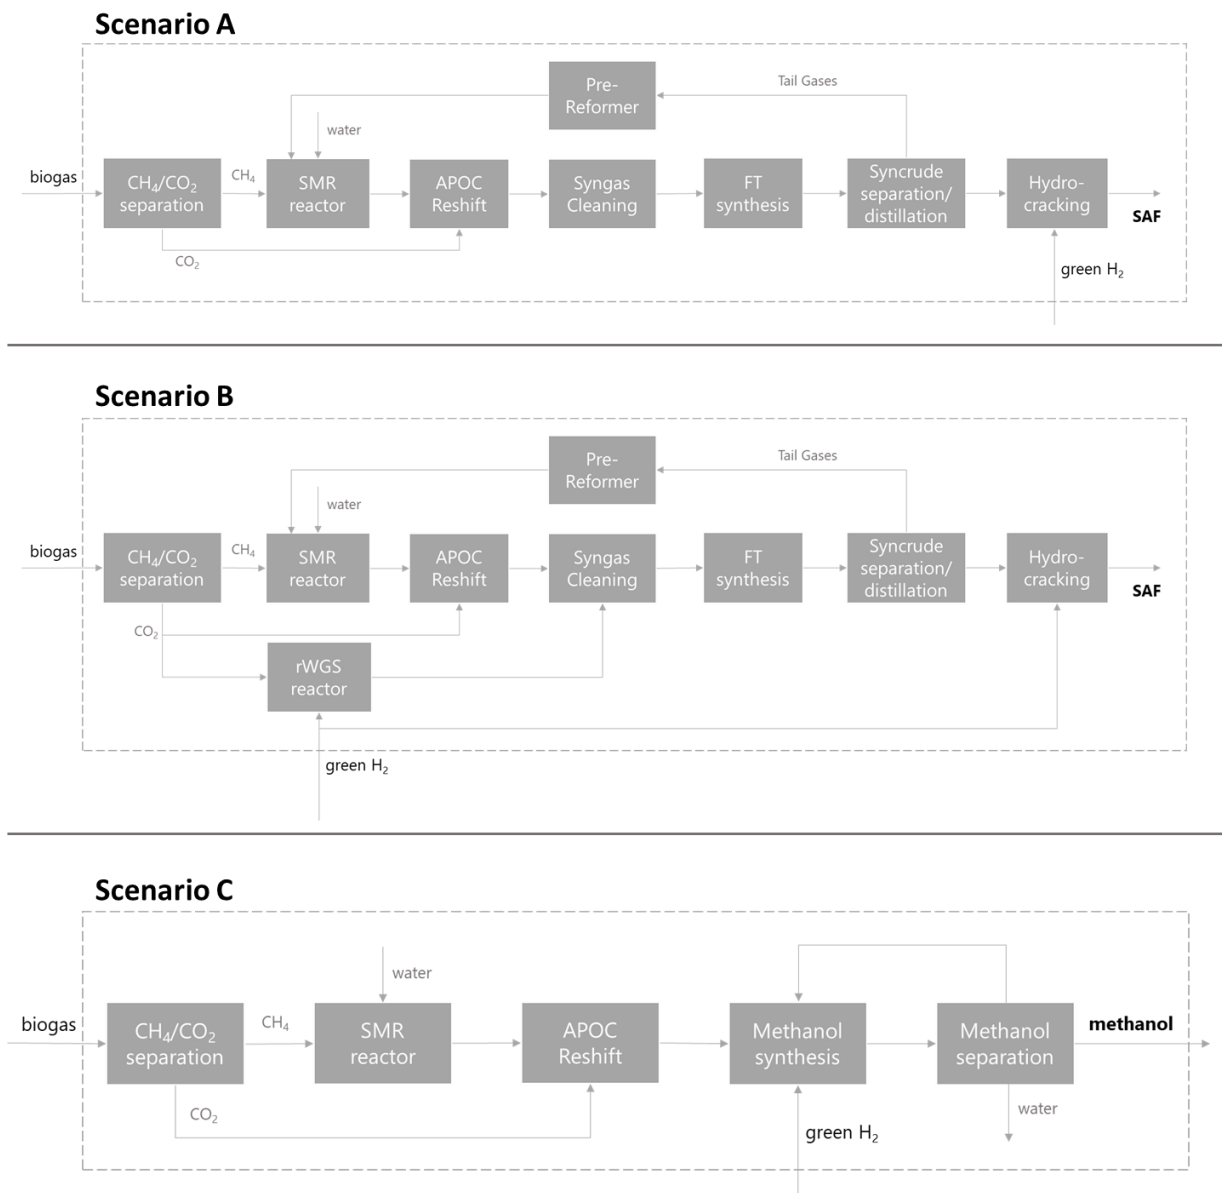 Scenario A
Pre-
Reformer
Tail Gases
water
biogas
CH₄/CO₂
separation
CH₄
SMR
reactor
APOC
Reshift
Syngas
Cleaning
FT
synthesis
Syncrude
separation/
distillation
Hydro-
cracking
SAF
CO₂
green H₂
Scenario B
Pre-
Reformer
Tail Gases
water
biogas
CH₄/CO₂
separation
CH₄
SMR
reactor
APOC
Reshift
Syngas
Cleaning
FT
synthesis
Syncrude
separation/
distillation
Hydro-
cracking
SAF
CO₂
rWGS
reactor
green H₂
Scenario C
water
biogas
CH₄/CO₂
separation
CH₄
SMR
reactor
APOC
Reshift
Methanol
synthesis
Methanol
separation
methanol
CO₂
green H₂
water